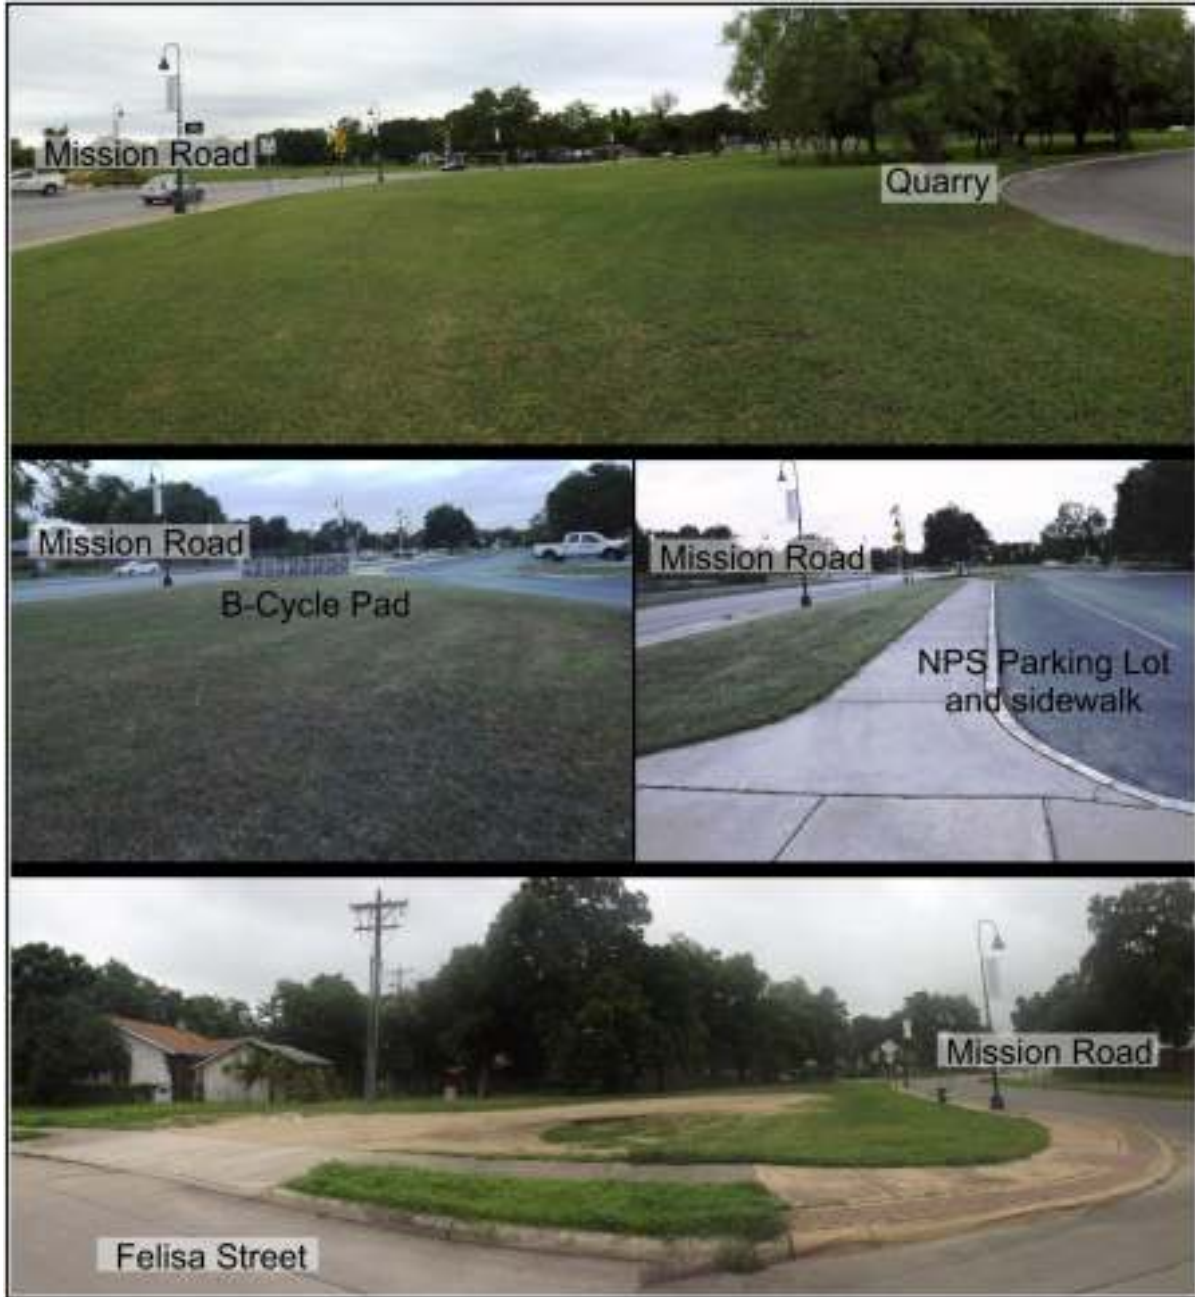 Mission Road
Quarry
Mission Road
B-Cycle Pad
Mission Road
NPS Parking Lot
and sidewalk
Mission Road
Felisa Street